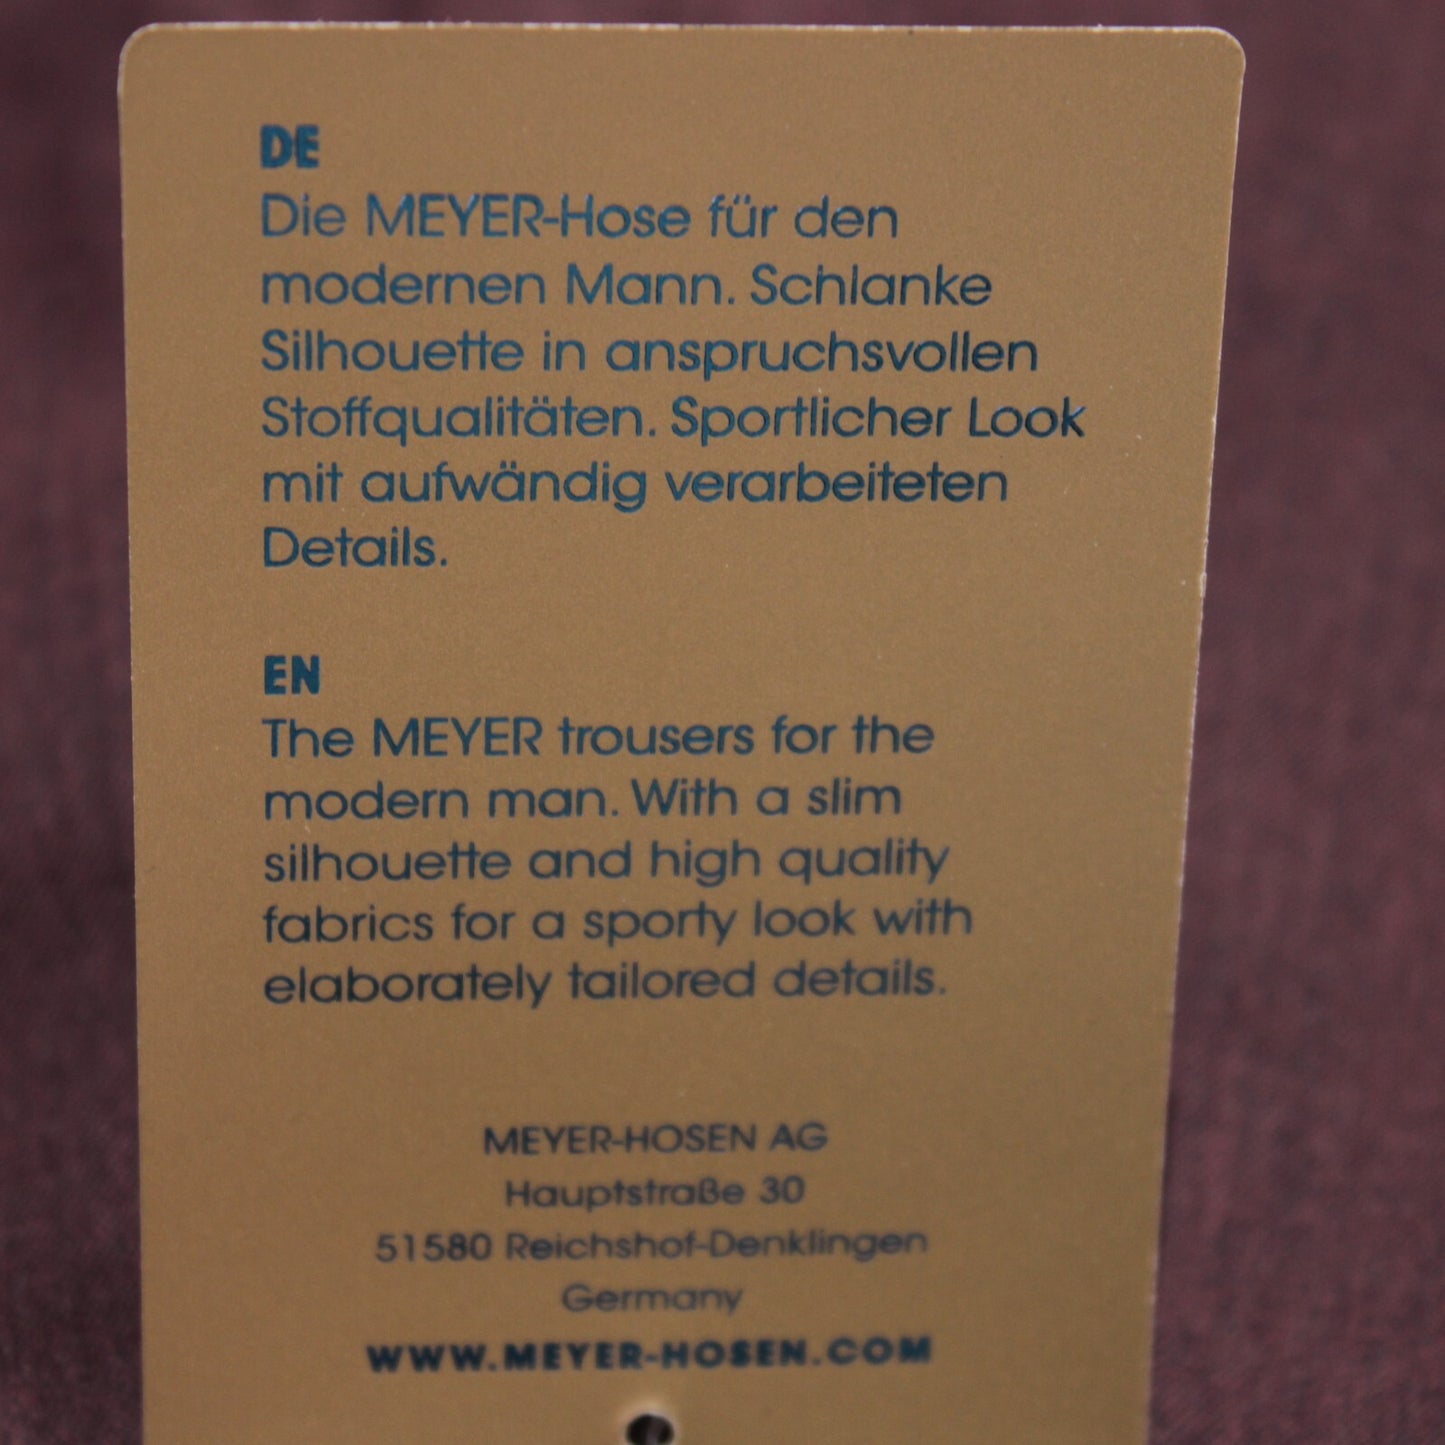 DE
Die MEYER-Hose für den
modernen Mann. Schlanke
Silhouette in anspruchsvollen
Stoffqualitäten. Sportlicher Look
mit aufwändig verarbeiteten
Details.
EN
The MEYER trousers for the
modern man. With a slim
silhouette and high quality
fabrics for a sporty look with
elaborately tailored details.
MEYER-HOSEN AG
Hauptstraße 30
51580 Reichshof-Denklingen
Germany
WWW.MEYER-HOSEN.COM